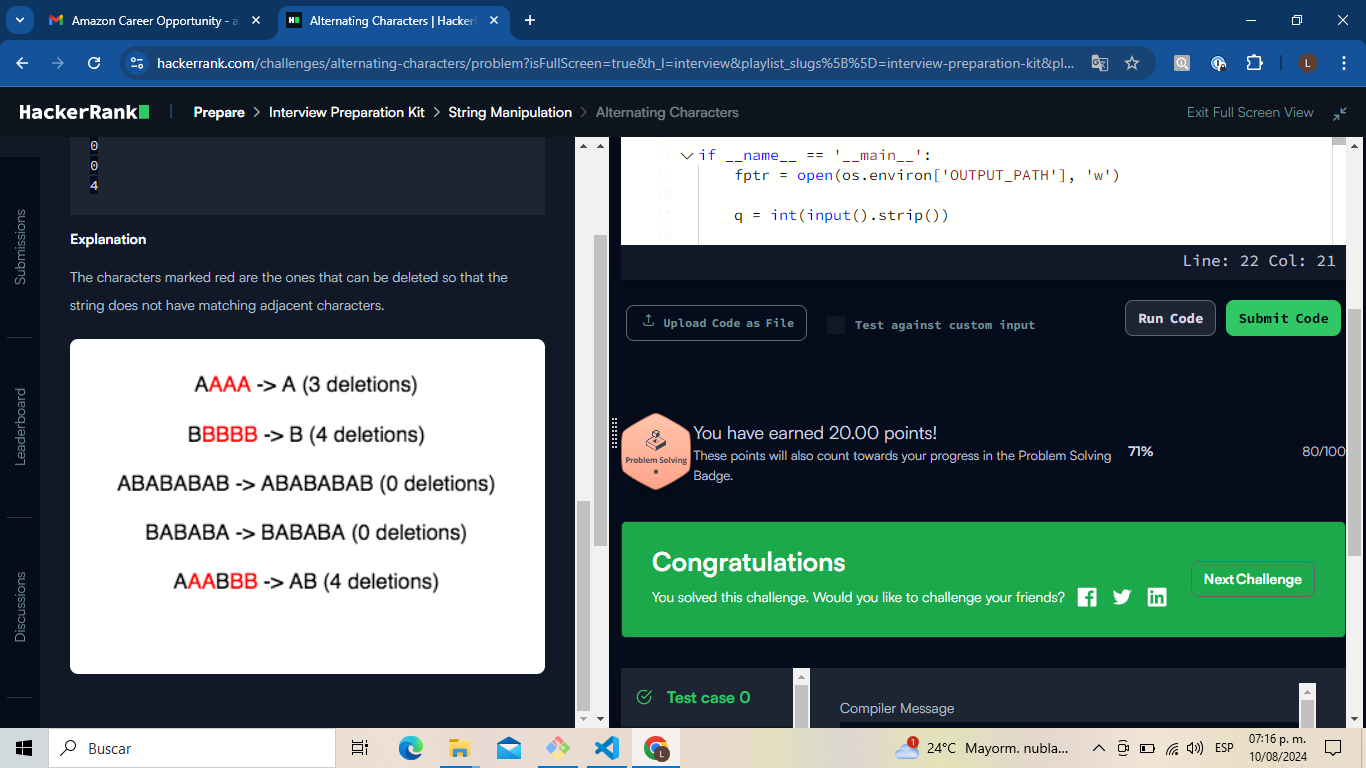 Amazon Career Opportunity - a
Alternating Characters | HackerR
hackerrank.com/challenges/alternating-characters/problem?isFullScreen=true&h_l=interview&playlist_slugs%5B%5D=interview-preparation-kit&pl...
L
HackerRank
Prepare > Interview Preparation Kit > String Manipulation > Alternating Characters
Exit Full Screen View
Submissions
Leaderboard
Discussions
0
0
4
Explanation
The characters marked red are the ones that can be deleted so that the
string does not have matching adjacent characters.
AAAA -> A (3 deletions)
BBBBB -> B (4 deletions)
ABABABAB -> ABABABAB (0 deletions)
BABABA -> BABABA (0 deletions)
AAABBB -> AB (4 deletions)
24 if __name__ == '__main__':
25 fptr = open(os.environ['OUTPUT_PATH'], 'w')
26
27 q = int(input().strip())
28
Line: 22 Col: 21
Upload Code as File
Test against custom input
Run Code
Submit Code
Problem Solving
You have earned 20.00 points!
These points will also count towards your progress in the Problem Solving
Badge.
71%
80/100
Congratulations
You solved this challenge. Would you like to challenge your friends?
Next Challenge
Test case 0
Compiler Message
Buscar
L
1
24°C Mayorm. nubla...
ESP
07:16 p. m.
10/08/2024